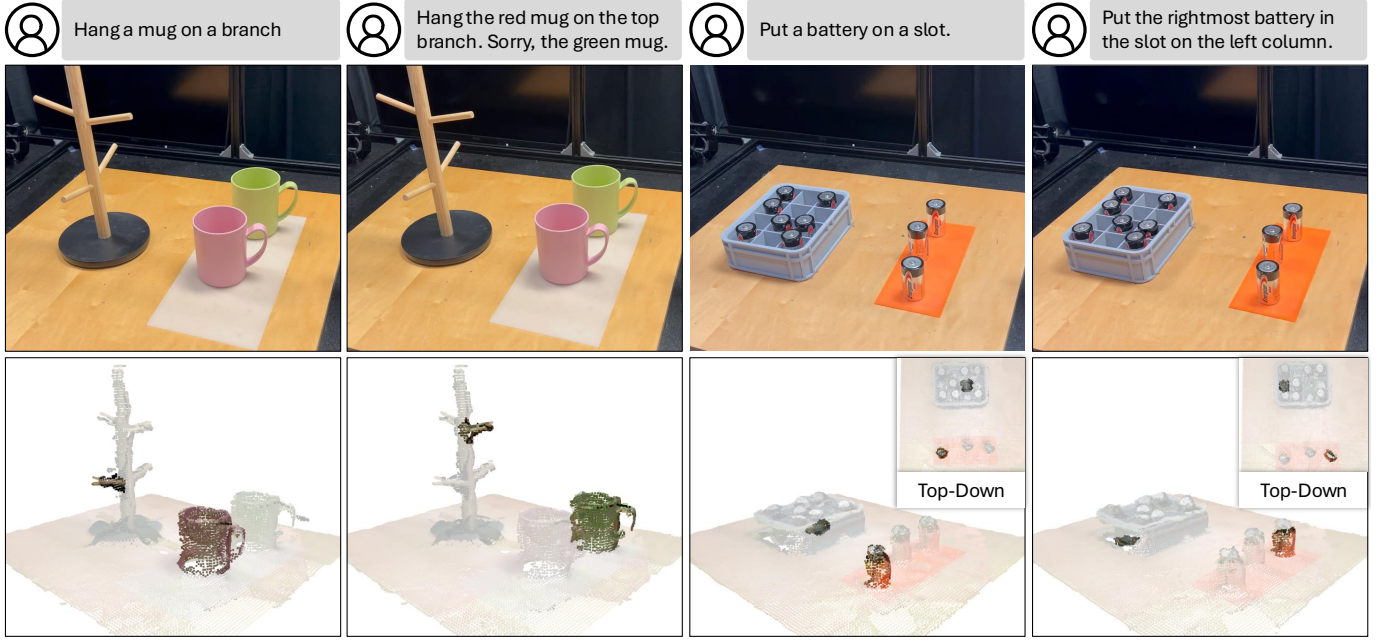 Hang a mug on a branch
Hang the red mug on the top
branch. Sorry, the green mug.
Put a battery on a slot.
Put the rightmost battery in
the slot on the left column.
Top-Down
Top-Down